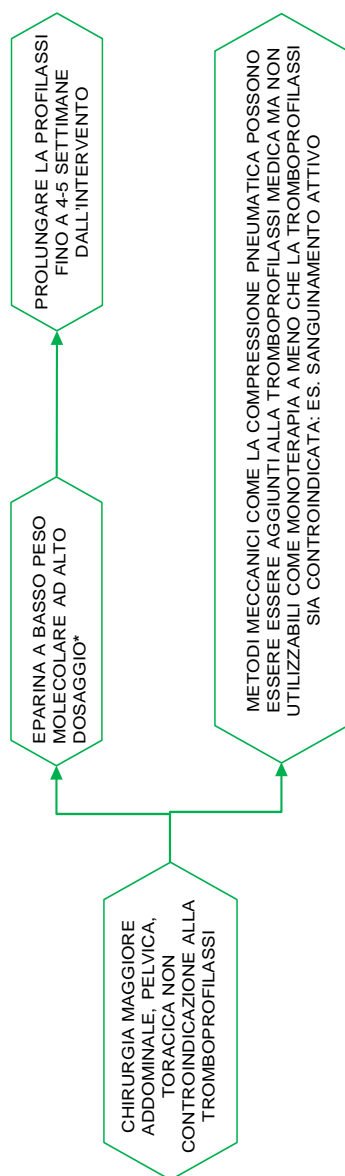 CHIRURGIA MAGGIORE
ADDOMINALE, PELVICA,
TORACICA NON
CONTROINDICAZIONE ALLA
TROMBOPROFILASSI
EPARINA A BASSO PESO
MOLECOLARE AD ALTO
DOSAGGIO*
PROLUNGARE LA PROFILASSI
FINO A 4-5 SETTIMANE
DALL'INTERVENTO
METODI MECCANICI COME LA COMPRESSIONE PNEUMATICA POSSONO
ESSERE ESSERE AGGIUNTI ALLA TROMBOPROFILASSI MEDICA MA NON
UTILIZZABILI COME MONOTERAPIA A MENO CHE LA TROMBOPROFILASSI
SIA CONTROINDICATA: ES. SANGUINAMENTO ATTIVO